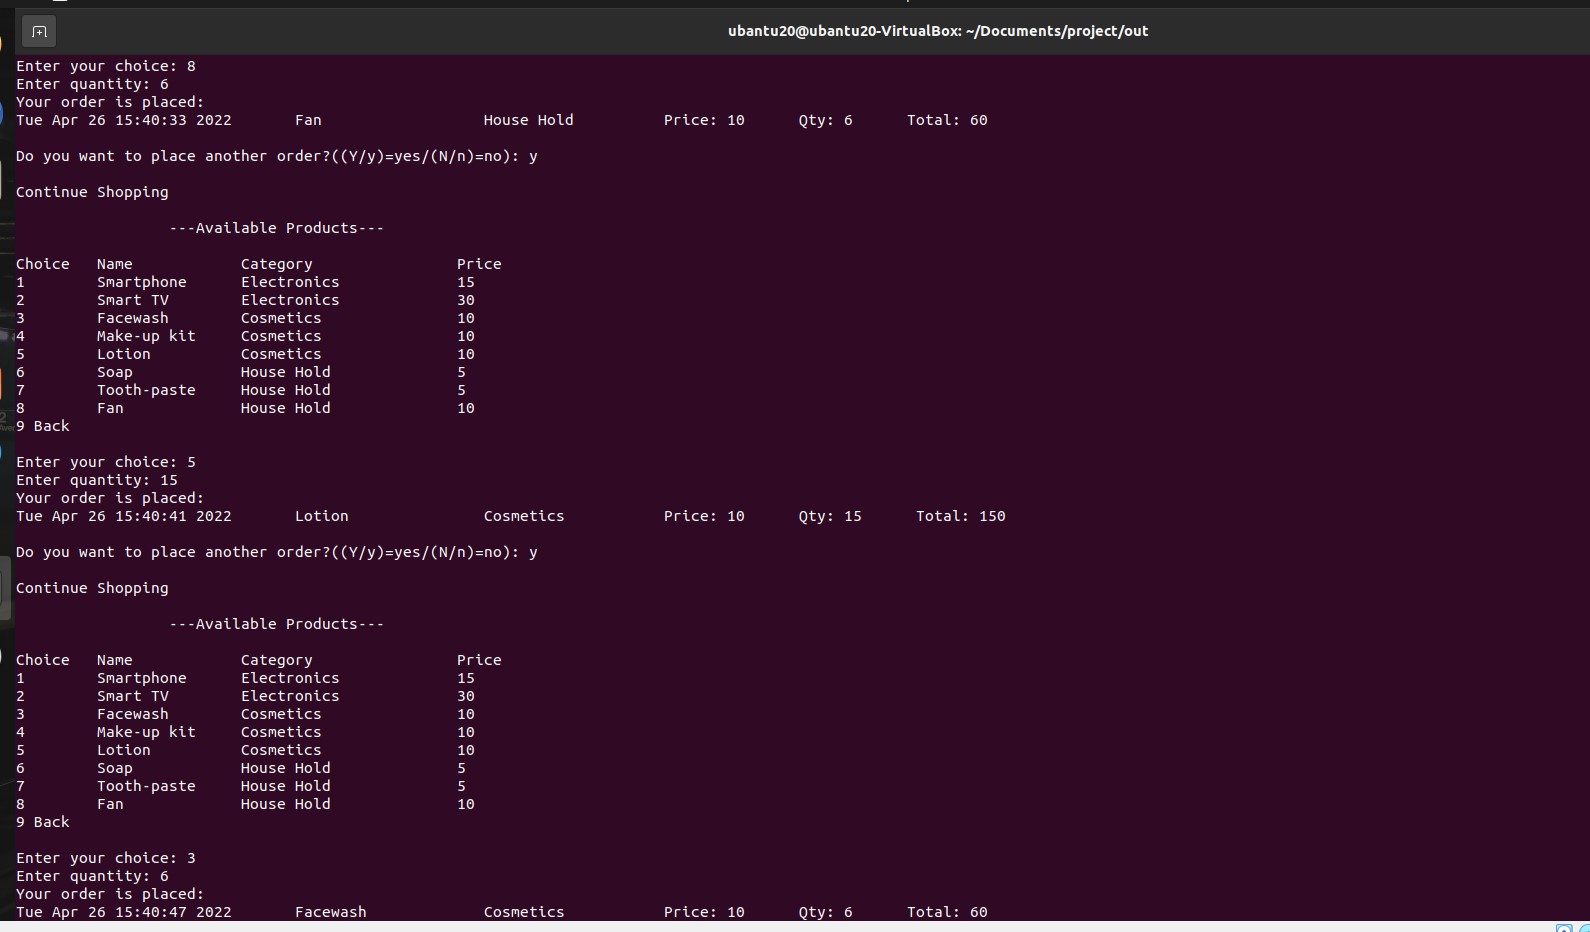 ubantu20@ubantu20-VirtualBox: ~/Documents/project/out
Enter your choice: 8
Enter quantity: 6
Your order is placed:
Tue Apr 26 15:40:33 2022       Fan                  House Hold          Price: 10      Qty: 6      Total: 60
Do you want to place another order?((Y/y)=yes/(N/n)=no): y
Continue Shopping
---Available Products---
Choice   Name            Category                Price
1        Smartphone      Electronics             15
2        Smart TV        Electronics             30
3        Facewash        Cosmetics               10
4        Make-up kit     Cosmetics               10
5        Lotion          Cosmetics               10
6        Soap            House Hold              5
7        Tooth-paste     House Hold              5
8        Fan             House Hold              10
9 Back
Enter your choice: 5
Enter quantity: 15
Your order is placed:
Tue Apr 26 15:40:41 2022       Lotion               Cosmetics           Price: 10      Qty: 15      Total: 150
Do you want to place another order?((Y/y)=yes/(N/n)=no): y
Continue Shopping
---Available Products---
Choice   Name            Category                Price
1        Smartphone      Electronics             15
2        Smart TV        Electronics             30
3        Facewash        Cosmetics               10
4        Make-up kit     Cosmetics               10
5        Lotion          Cosmetics               10
6        Soap            House Hold              5
7        Tooth-paste     House Hold              5
8        Fan             House Hold              10
9 Back
Enter your choice: 3
Enter quantity: 6
Your order is placed:
Tue Apr 26 15:40:47 2022       Facewash             Cosmetics           Price: 10      Qty: 6      Total: 60